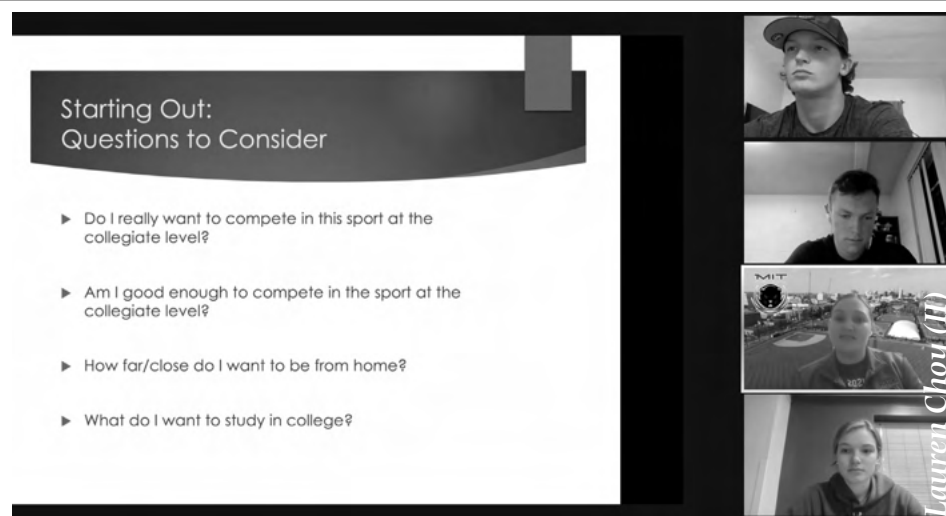 Starting Out:
Questions to Consider
▶ Do I really want to compete in this sport at the
collegiate level?
▶ Am I good enough to compete in the sport at the
collegiate level?
▶ How far/close do I want to be from home?
▶ What do I want to study in college?
MIT
202
Lauren Chou (II)